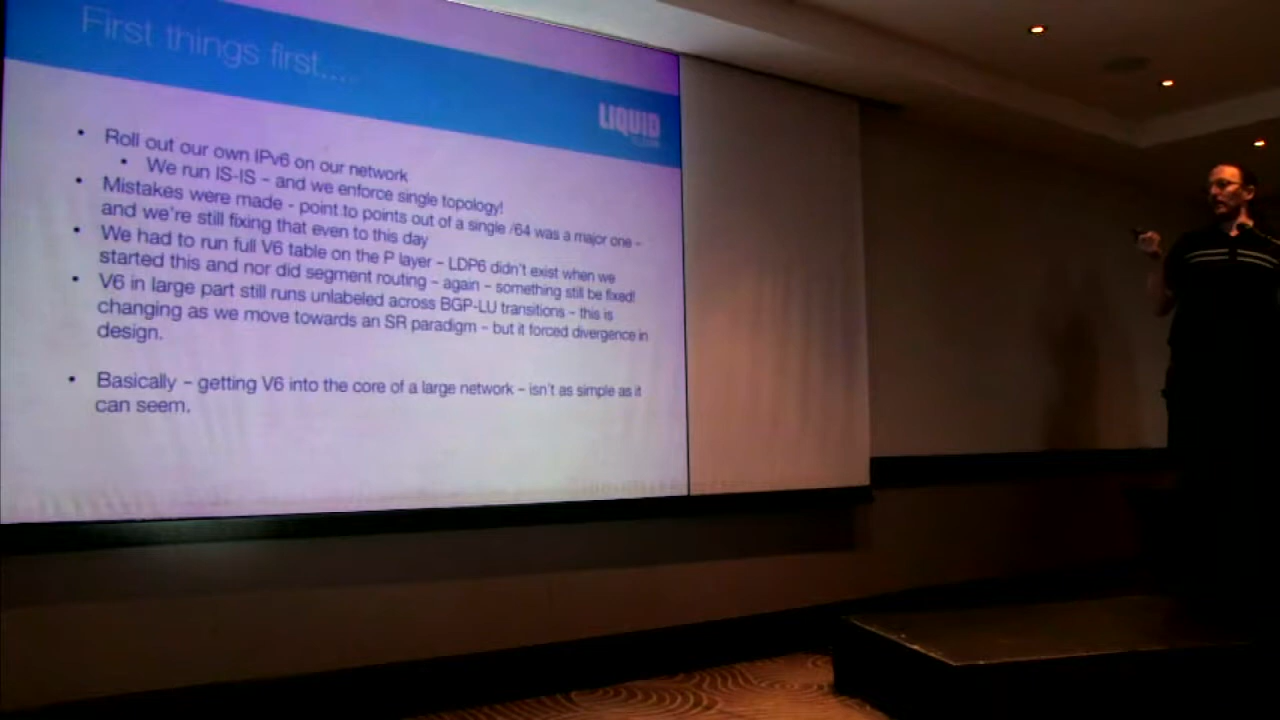 First things first....
LIQUID
• Roll out our own IPv6 on our network
• We run IS-IS – and we enforce single topology!
• Mistakes were made - point to points out of a single /64 was a major one –
and we're still fixing that even to this day
• We had to run full V6 table on the P layer – LDP6 didn't exist when we
started this and nor did segment routing – again – something still be fixed!
• V6 in large part still runs unlabeled across BGP-LU transitions – this is
changing as we move towards an SR paradigm – but it forced divergence in
design.
• Basically – getting V6 into the core of a large network – isn't as simple as it
can seem.